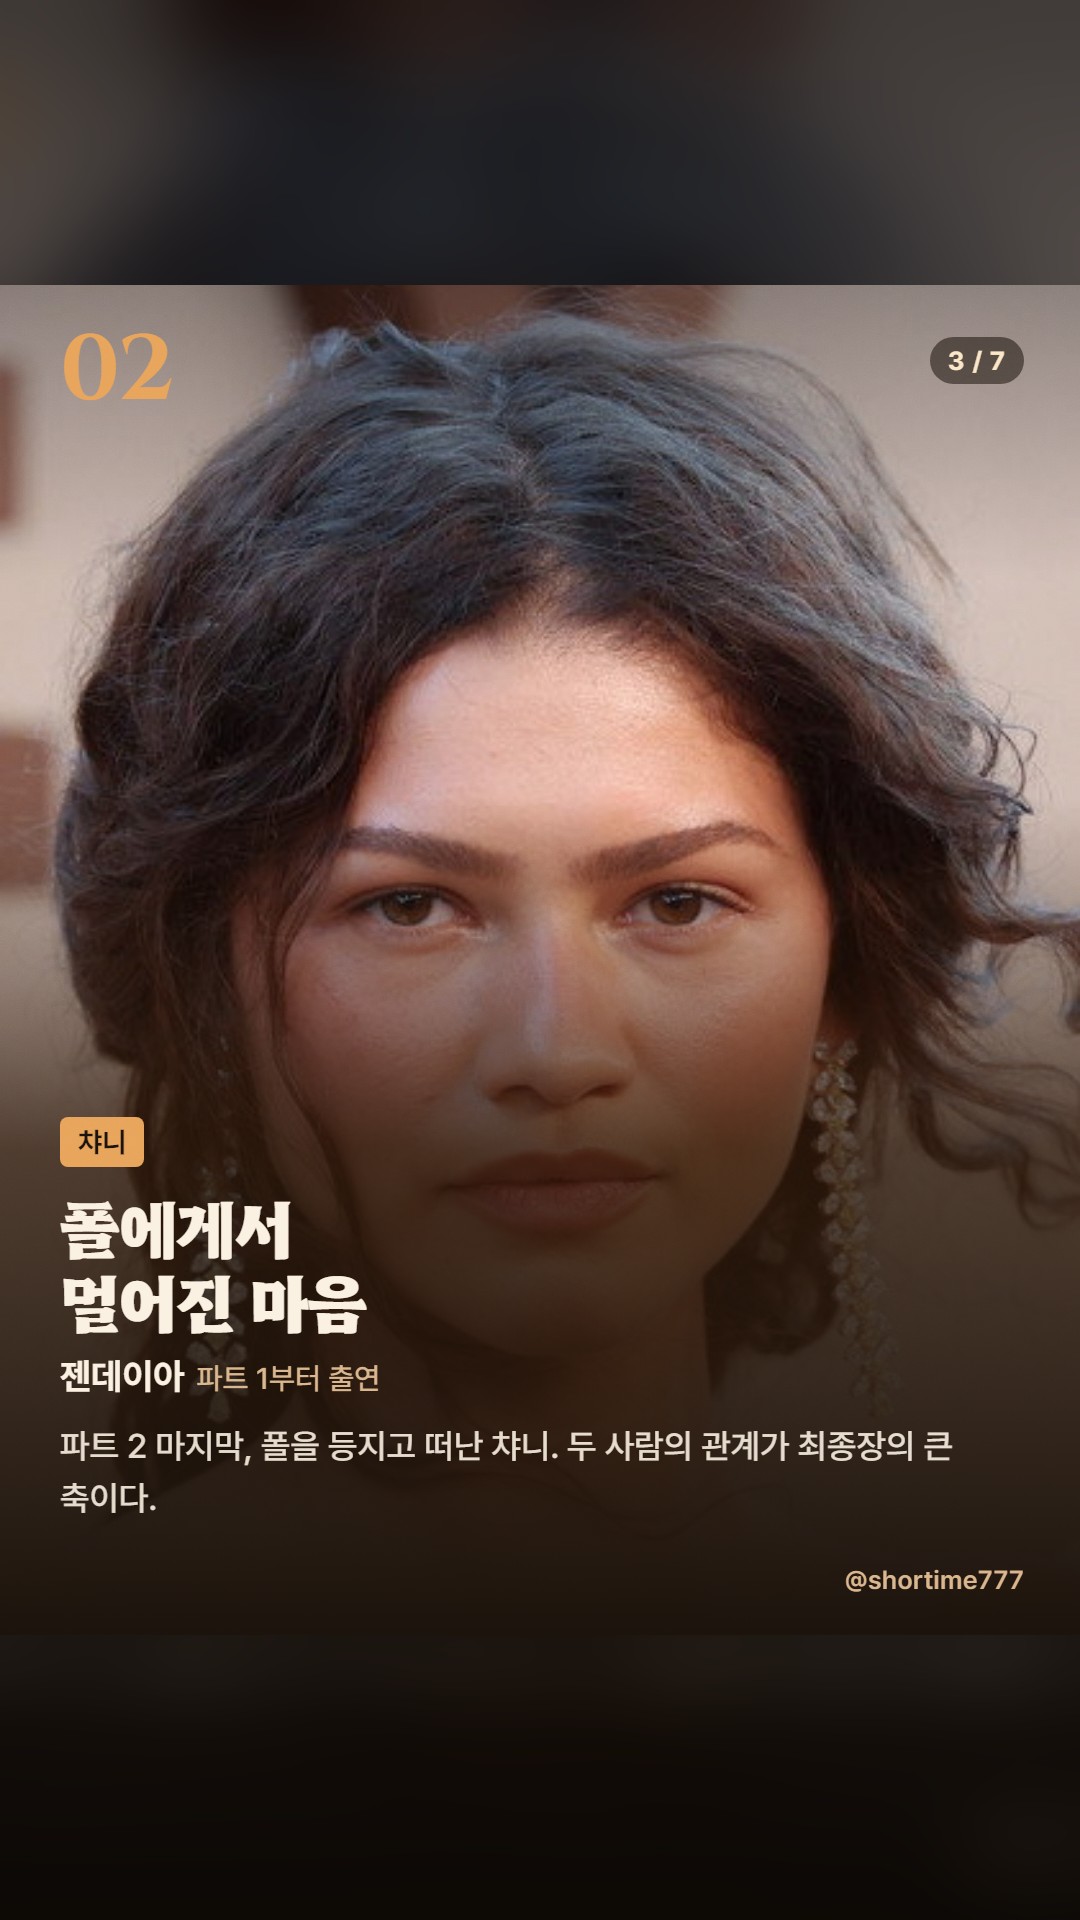 02
3 / 7
챠니
폴에게서
멀어진 마음
젠데이아 파트 1부터 출연
파트 2 마지막, 폴을 등지고 떠난 챠니. 두 사람의 관계가 최종장의 큰
축이다.
@shortime777